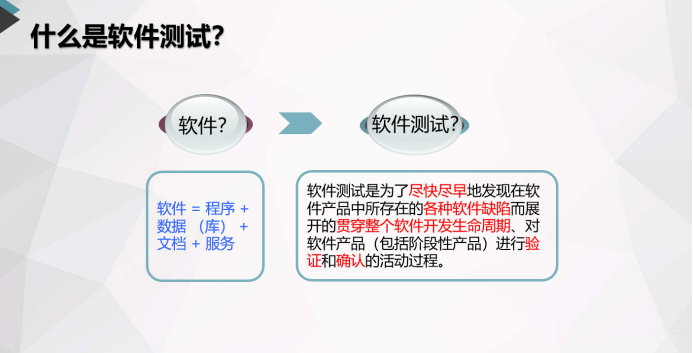 什么是软件测试？
软件？
软件测试？
软件 = 程序 +
数据 （库） +
文档 + 服务
软件测试是为了尽快尽早地发现在软
件产品中所存在的各种软件缺陷而展
开的贯穿整个软件开发生命周期、对
软件产品（包括阶段性产品）进行验
证和确认的活动过程。